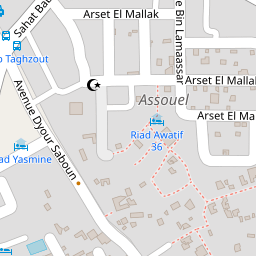 Arset El Mallak
Sahat Ba
e Bin Lamaassar
o Taghzout
Arset El Mallak
Assouel
Arset El Ma
Avenue Dyour Saboun
Riad Awatif
36
ad Yasmine